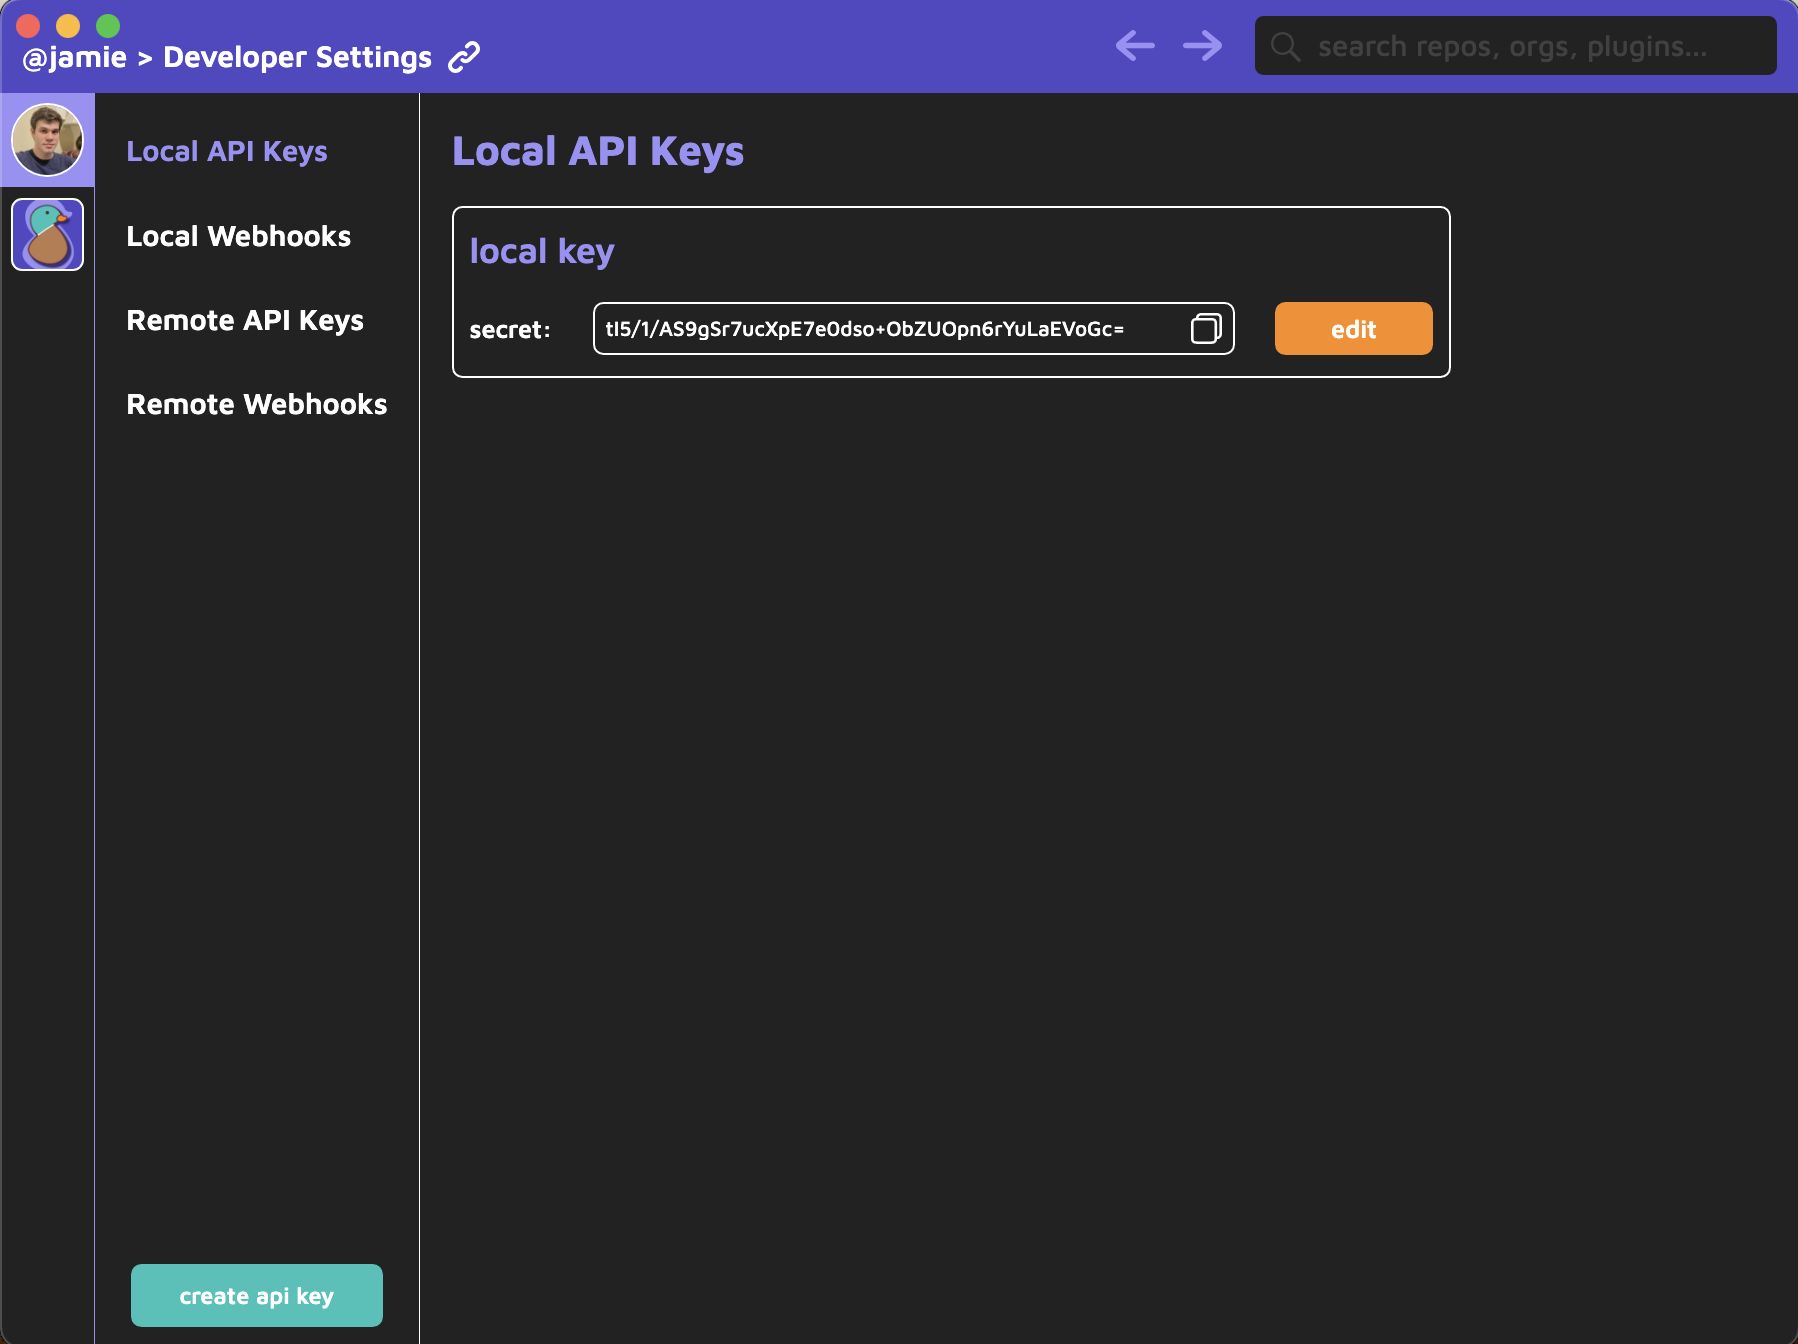 @jamie > Developer Settings
search repos, orgs, plugins...
Local API Keys
Local Webhooks
Remote API Keys
Remote Webhooks
create api key
Local API Keys
local key
secret:
tI5/1/AS9gSr7ucXpE7e0dso+ObZUOpn6rYuLaEVoGc=
edit